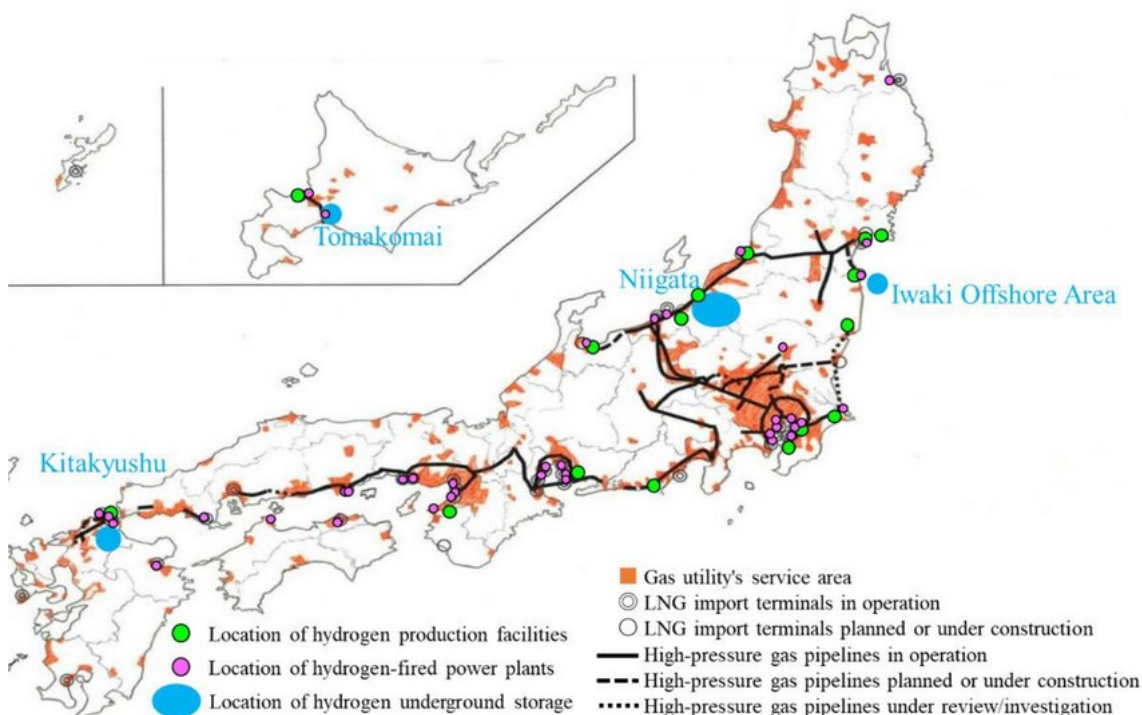 Tomakomai
Niigata
Iwaki Offshore Area
Kitakyushu
Gas utility's service area
LNG import terminals in operation
Location of hydrogen production facilities
LNG import terminals planned or under construction
Location of hydrogen-fired power plants
High-pressure gas pipelines in operation
High-pressure gas pipelines planned or under construction
Location of hydrogen underground storage
High-pressure gas pipelines under review/investigation